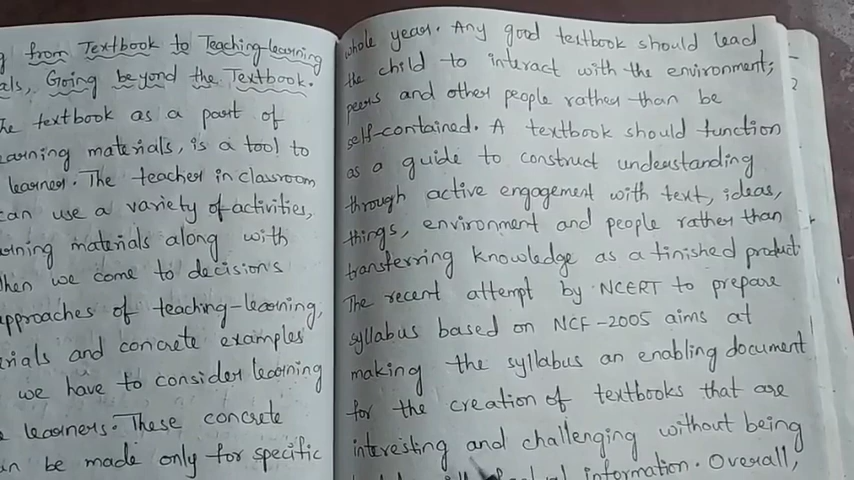 from Textbook to Teaching-learning
als, Going beyond the Textbook.
he textbook as a part of
earning materials, is a tool to
learner. The teacher in classroom
can use a variety of activities,
rning materials along with
hen we come to decisions
approaches of teaching-learning,
rials and concrete examples
we have to consider learning
learners. These concrete
n be made only for specific
whole year. Any good textbook should lead
the child to interact with the environment;
peers and other people rather than be
self-contained. A textbook should function
as a guide to construct understanding
through active engagement with text, ideas,
things, environment and people rather than
transferring knowledge as a finished product
The recent attempt by NCERT to prepare
syllabus based on NCF-2005 aims at
making the syllabus an enabling document
for the creation of textbooks that are
interesting and challenging without being
information. Overall,